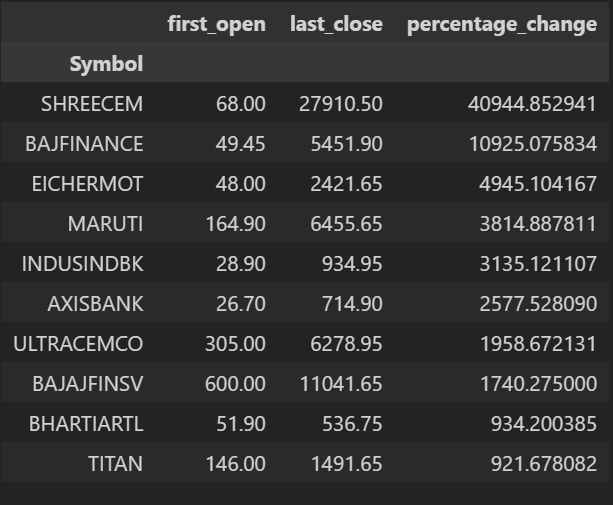 first_open last_close percentage_change
Symbol
SHREECEM 68.00 27910.50 40944.852941
BAJFINANCE 49.45 5451.90 10925.075834
EICHERMOT 48.00 2421.65 4945.104167
MARUTI 164.90 6455.65 3814.887811
INDUSINDBK 28.90 934.95 3135.121107
AXISBANK 26.70 714.90 2577.528090
ULTRACEMCO 305.00 6278.95 1958.672131
BAJAJFINSV 600.00 11041.65 1740.275000
BHARTIARTL 51.90 536.75 934.200385
TITAN 146.00 1491.65 921.678082